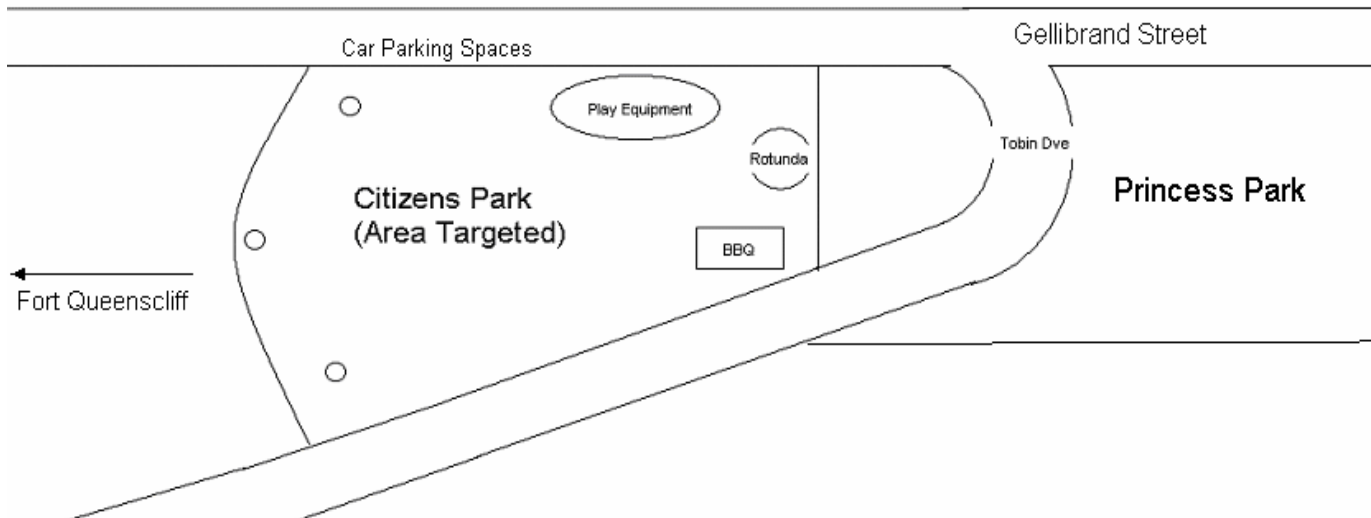 Gellibrand Street
Car Parking Spaces
Play Equipment
Tobin Dve
Rotunda
Princess Park
Citizens Park
(Area Targeted)
BBQ
Fort Queenscliff